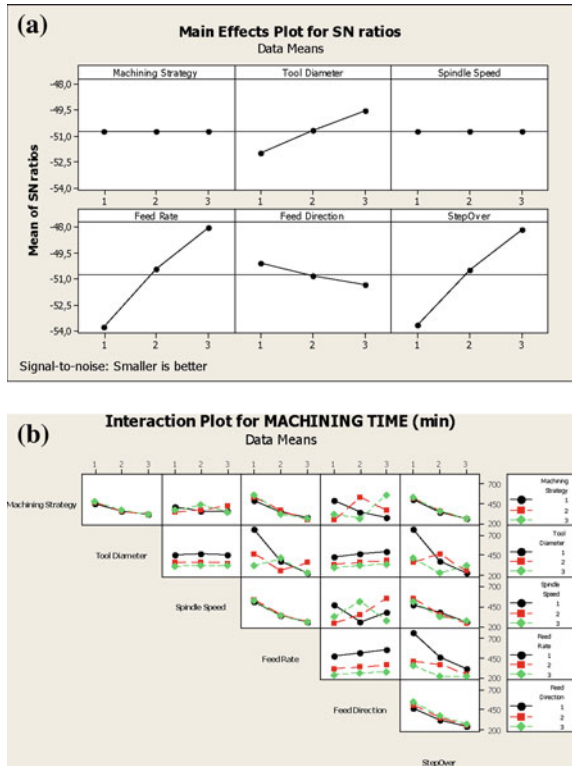 (a)
Main Effects Plot for SN ratios
Data Means
Machining Strategy Tool Diameter Spindle Speed
-48,0
-49,5
-51,0
-52,5
-54,0
1 2 3 1 2 3 1 2 3
Feed Rate Feed Direction StepOver
-48,0
-49,5
-51,0
-52,5
-54,0
1 2 3 1 2 3 1 2 3
Mean of SN ratios
Signal-to-noise: Smaller is better
(b)
Interaction Plot for MACHINING TIME (min)
Data Means
1 2 3 1 2 3 1 2 3 1 2 3 1 2 3
Machining Strategy
700
450
200
Machining
Strategy
1
2
3
Tool Diameter
700
450
200
Tool
Diameter
1
2
3
Spindle Speed
700
450
200
Spindle
Speed
1
2
3
Feed Rate
700
450
200
Feed
Rate
1
2
3
Feed Direction
700
450
200
Feed
Direction
1
2
3
StepOver